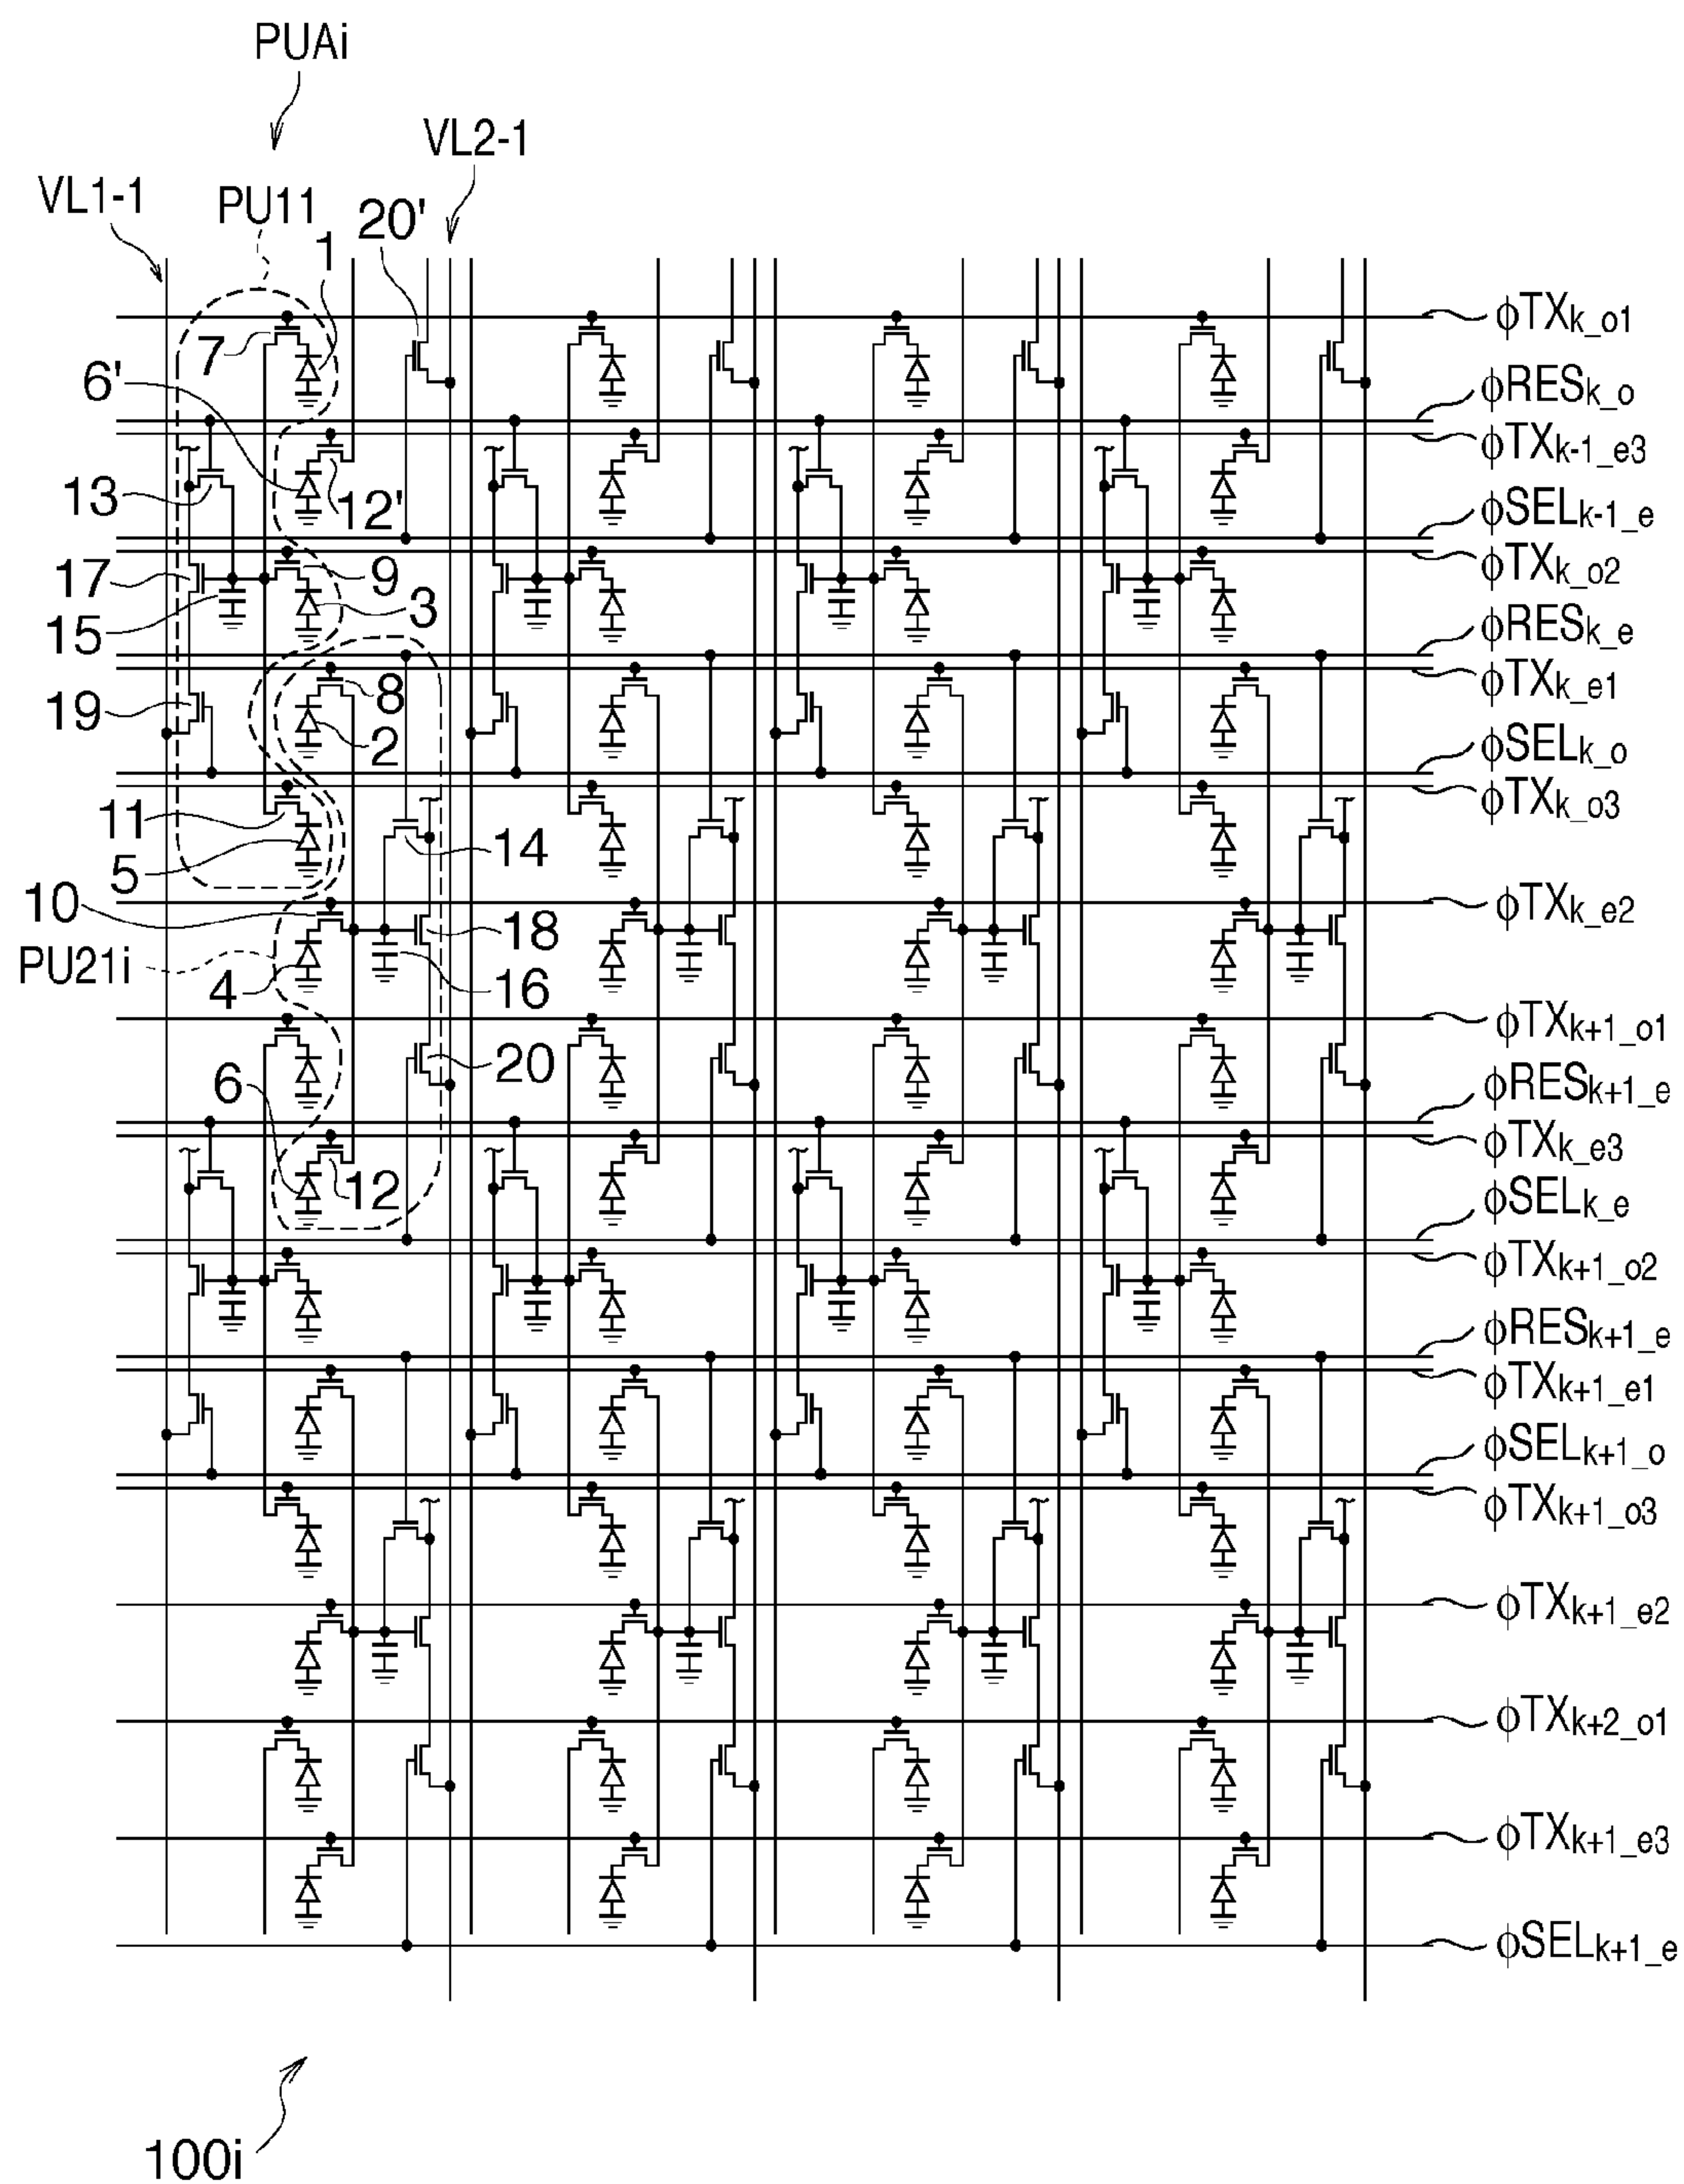 PUAi
VL2-1
VL1-1
PU11
20'
1
7
6'
13
12'
17
9
15
3
19
8
2
11
5
14
10
18
PU21i
4
16
6
20
12
ϕTXk_o1
ϕRESk_o
ϕTXk-1_e3
ϕSELk-1_e
ϕTXk_o2
ϕRESk_e
ϕTXk_e1
ϕSELk_o
ϕTXk_o3
ϕTXk_e2
ϕTXk+1_o1
ϕRESk+1_e
ϕTXk_e3
ϕSELk_e
ϕTXk+1_o2
ϕRESk+1_e
ϕTXk+1_e1
ϕSELk+1_o
ϕTXk+1_o3
ϕTXk+1_e2
ϕTXk+2_o1
ϕTXk+1_e3
ϕSELk+1_e
100i